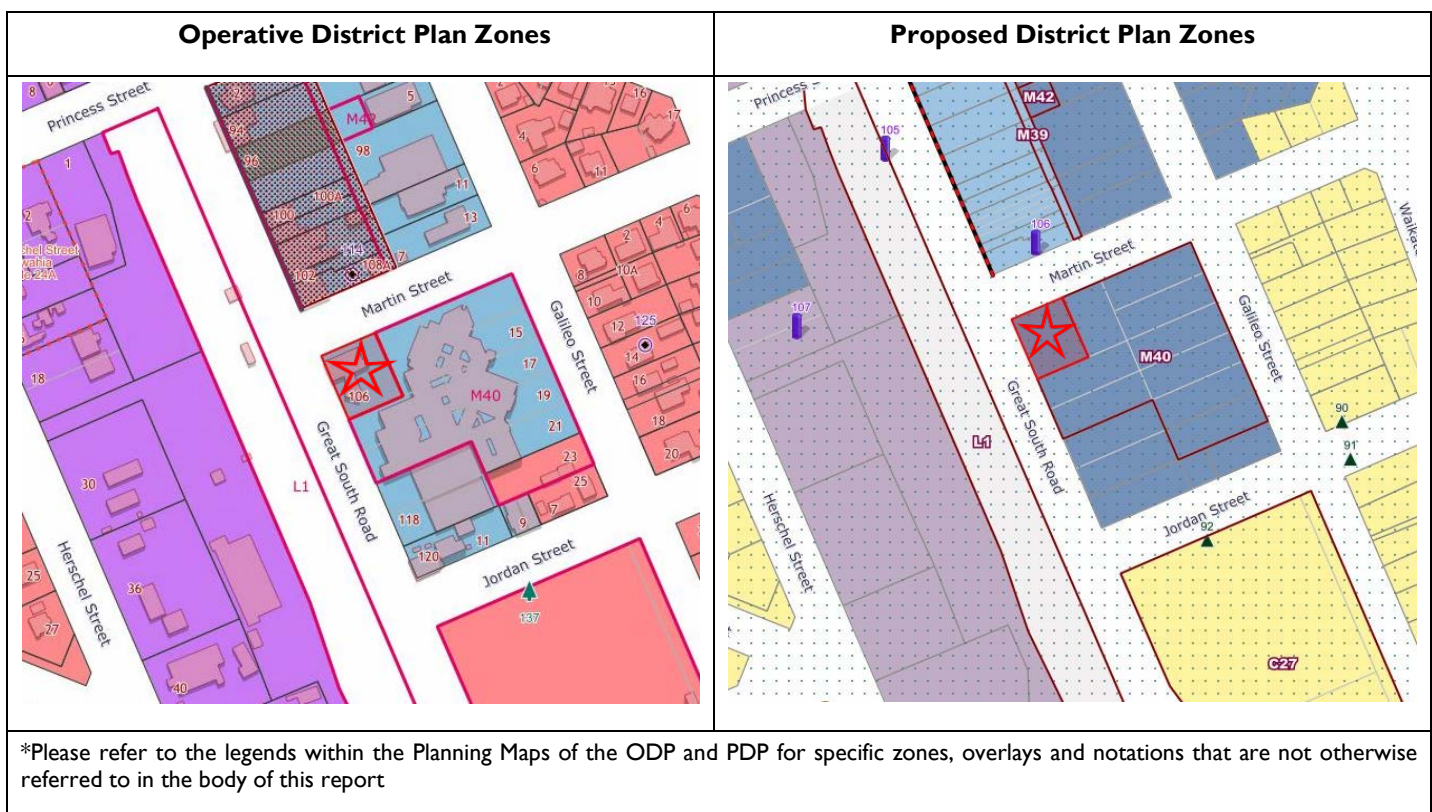 Operative District Plan Zones
Proposed District Plan Zones
Princess Street
8
1
2
5
94
M42
96
98
4
16
17
6
11
100A
11
100
13
114
102
108A
7
Martin Street
18
106
Great South Road
L1
M40
15
17
19
21
23
25
7
9
11
118
120
Galileo Street
2
4
6
8
10A
10
12
125
14
16
18
20
30
36
40
25
27
Herschel Street
Jordan Street
137
M42
M39
105
106
107
Martin Street
M40
Galileo Street
Great South Road
L1
Herschel Street
90
91
Jordan Street
92
C27
*Please refer to the legends within the Planning Maps of the ODP and PDP for specific zones, overlays and notations that are not otherwise
referred to in the body of this report